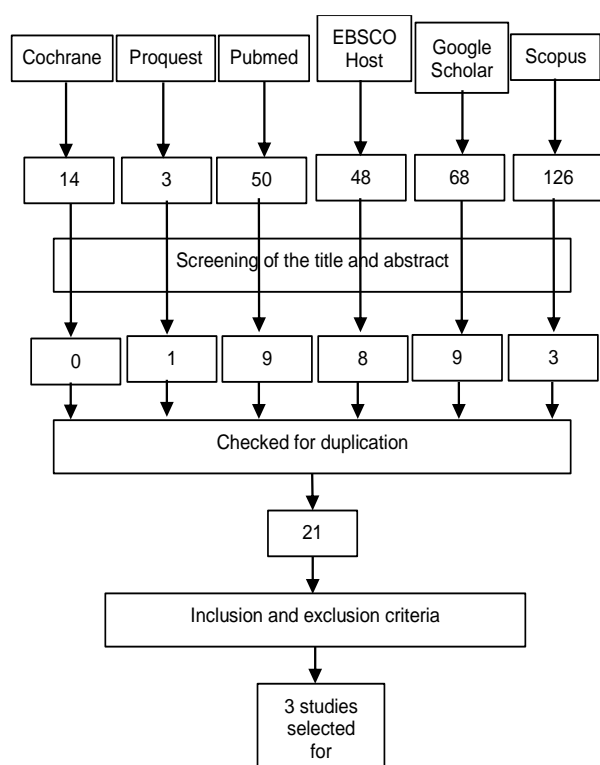 Cochrane Proquest Pubmed EBSCO Host Google Scholar Scopus
14 3 50 48 68 126
Screening of the title and abstract
0 1 9 8 9 3
Checked for duplication
21
Inclusion and exclusion criteria
3 studies
selected
for